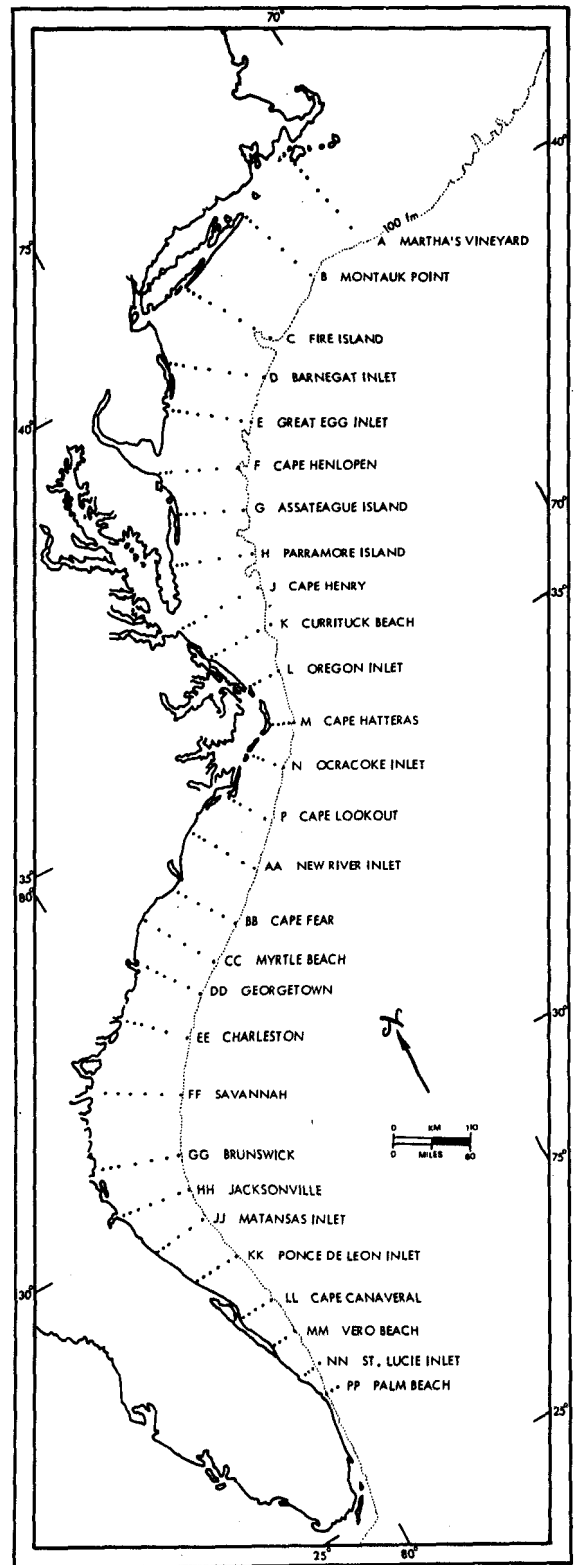 70°
40°
100 fm
A MARTHA'S VINEYARD
75°
B MONTAUK POINT
C FIRE ISLAND
D BARNEGAT INLET
E GREAT EGG INLET
40°
F CAPE HENLOPEN
70°
G ASSATEAGUE ISLAND
H PARRAMORE ISLAND
J CAPE HENRY
35°
K CURRITUCK BEACH
L OREGON INLET
M CAPE HATTERAS
N OCRACOKE INLET
P CAPE LOOKOUT
AA NEW RIVER INLET
35°
80°
BB CAPE FEAR
CC MYRTLE BEACH
DD GEORGETOWN
30°
N
EE CHARLESTON
FF SAVANNAH
0 KM 110
0 MILES 60
75°
GG BRUNSWICK
HH JACKSONVILLE
JJ MATANSAS INLET
KK PONCE DE LEON INLET
30°
LL CAPE CANAVERAL
MM VERO BEACH
NN ST. LUCIE INLET
PP PALM BEACH
25°
25°
80°